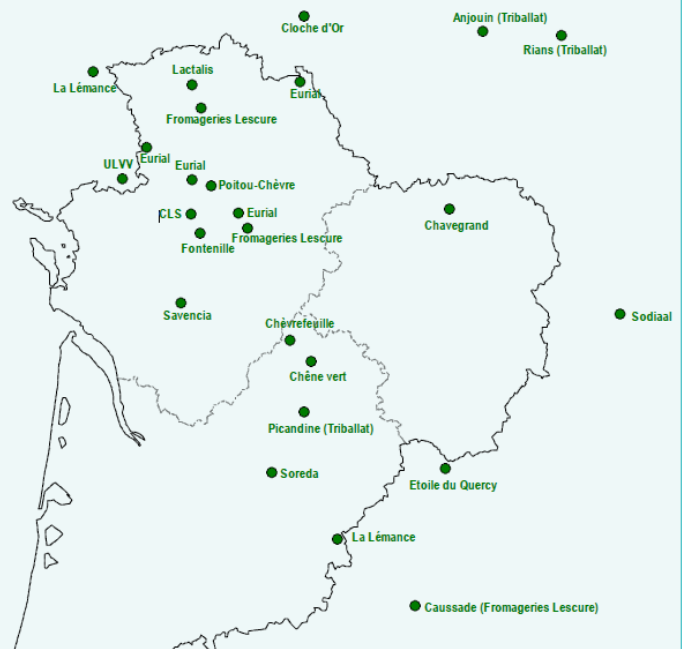 Anjouin (Triballat)
Cloche d'Or
Rians (Triballat)
Lactalis
La Lémance
Eurial
Fromageries Lescure
Eurial
ULVV
Eurial
Poitou-Chèvre
CLS
Eurial
Chavegrand
Fromageries Lescure
Fontenille
Savencia
Sodiaal
Chèvrefeuille
Chêne vert
Picandine (Triballat)
Soreda
Etoile du Quercy
La Lémance
Caussade (Fromageries Lescure)